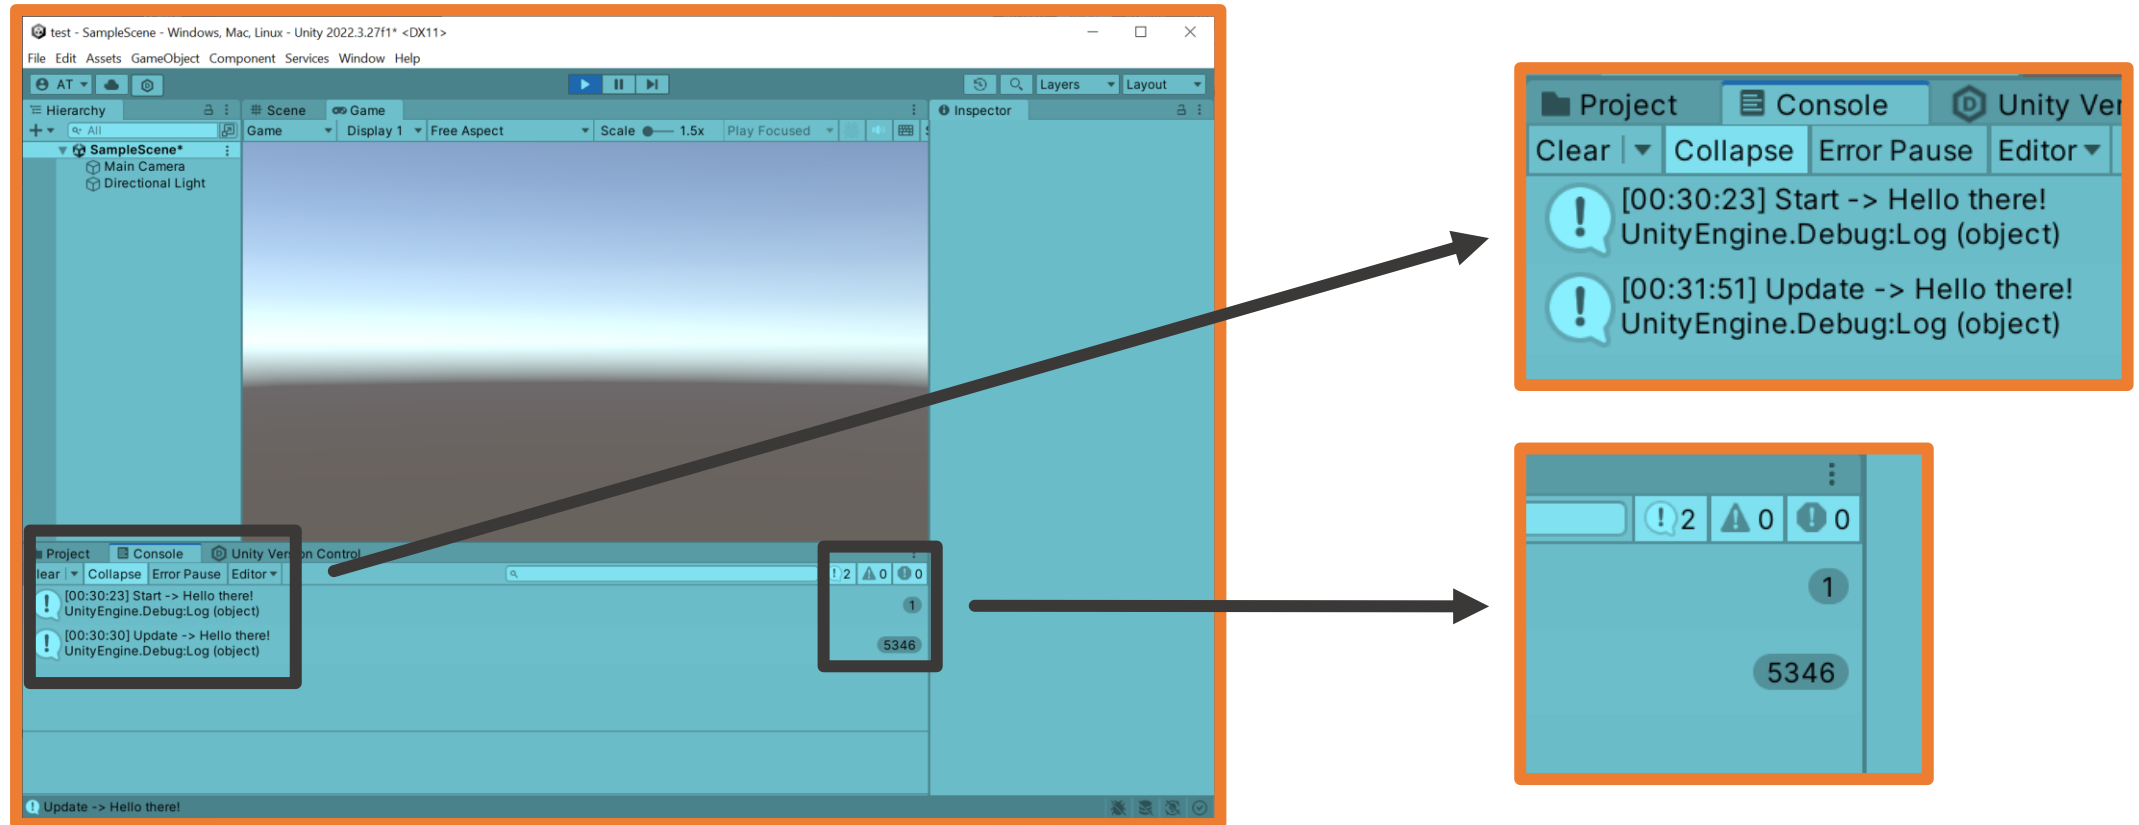 test - SampleScene - Windows, Mac, Linux - Unity 2022.3.27f1* <DX11>
File Edit Assets GameObject Component Services Window Help
AT
Layers Layout
Hierarchy
Scene Game
Inspector
All
Game Display 1 Free Aspect Scale 1.5x Play Focused
SampleScene*
Main Camera
Directional Light
Project Console Unity Version Control
lear Collapse Error Pause Editor
2 0 0
[00:30:23] Start -> Hello there!
UnityEngine.Debug:Log (object)
1
[00:30:30] Update -> Hello there!
UnityEngine.Debug:Log (object)
5346
Update -> Hello there!
Project Console Unity Ver
Clear Collapse Error Pause Editor
[00:30:23] Start -> Hello there!
UnityEngine.Debug:Log (object)
[00:31:51] Update -> Hello there!
UnityEngine.Debug:Log (object)
2 0 0
1
5346